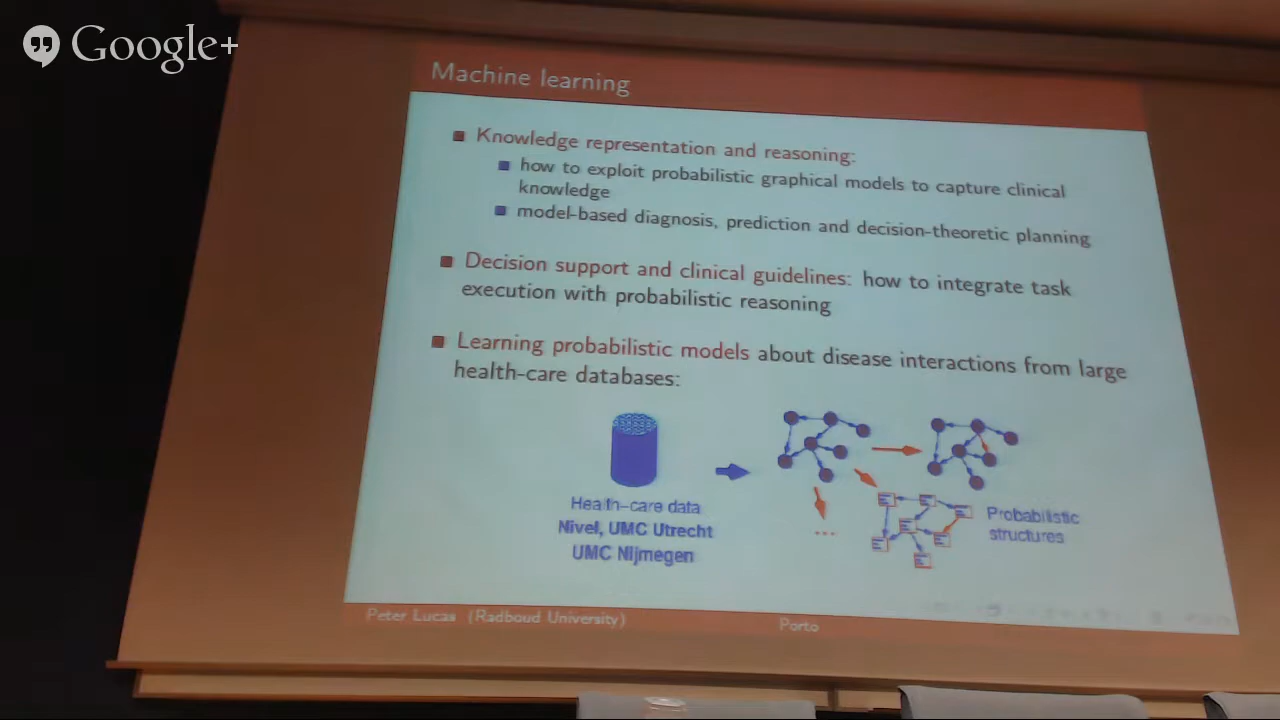 Google+
Machine learning
Knowledge representation and reasoning:
how to exploit probabilistic graphical models to capture clinical
knowledge
model-based diagnosis, prediction and decision-theoretic planning
Decision support and clinical guidelines: how to integrate task
execution with probabilistic reasoning
Learning probabilistic models about disease interactions from large
health-care databases:
Health-care data
Nivel, UMC Utrecht
UMC Nijmegen
...
Probabilistic
structures
Peter Lucas (Radboud University)
Porto